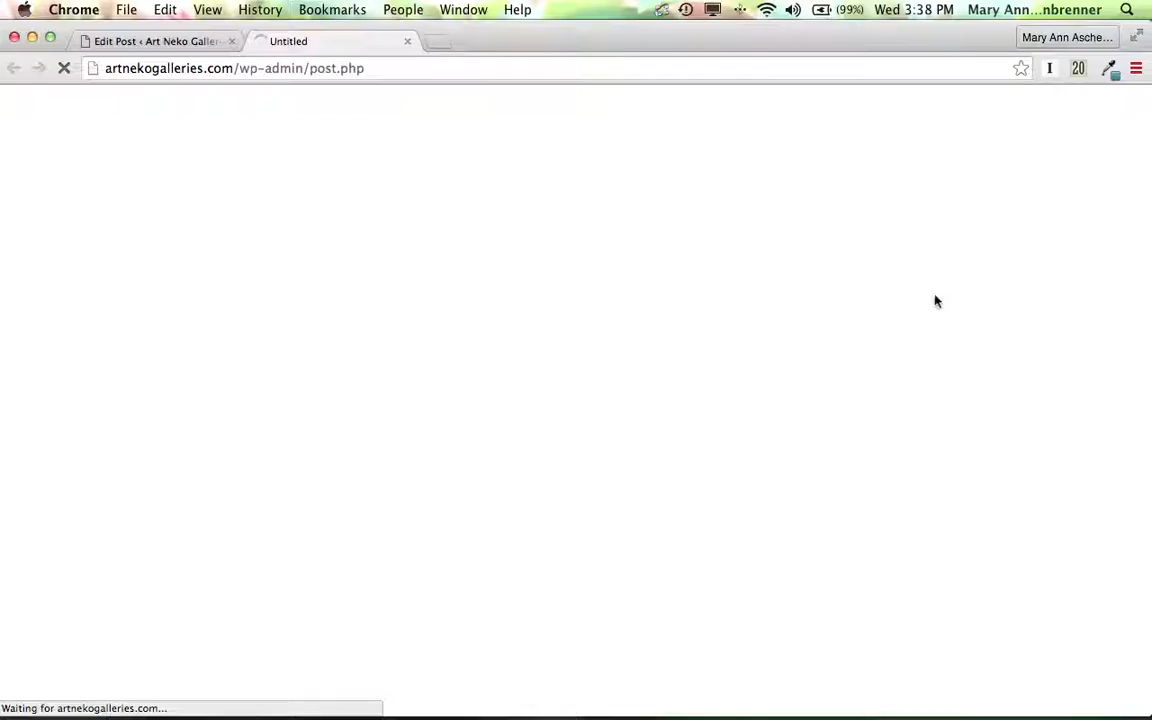 Chrome File Edit View History Bookmarks People Window Help (99%) Wed 3:38 PM Mary Ann...nbrenner
Edit Post ‹ Art Neko Galler Untitled Mary Ann Asche...
artnekogalleries.com/wp-admin/post.php I 20
Waiting for artnekogalleries.com...